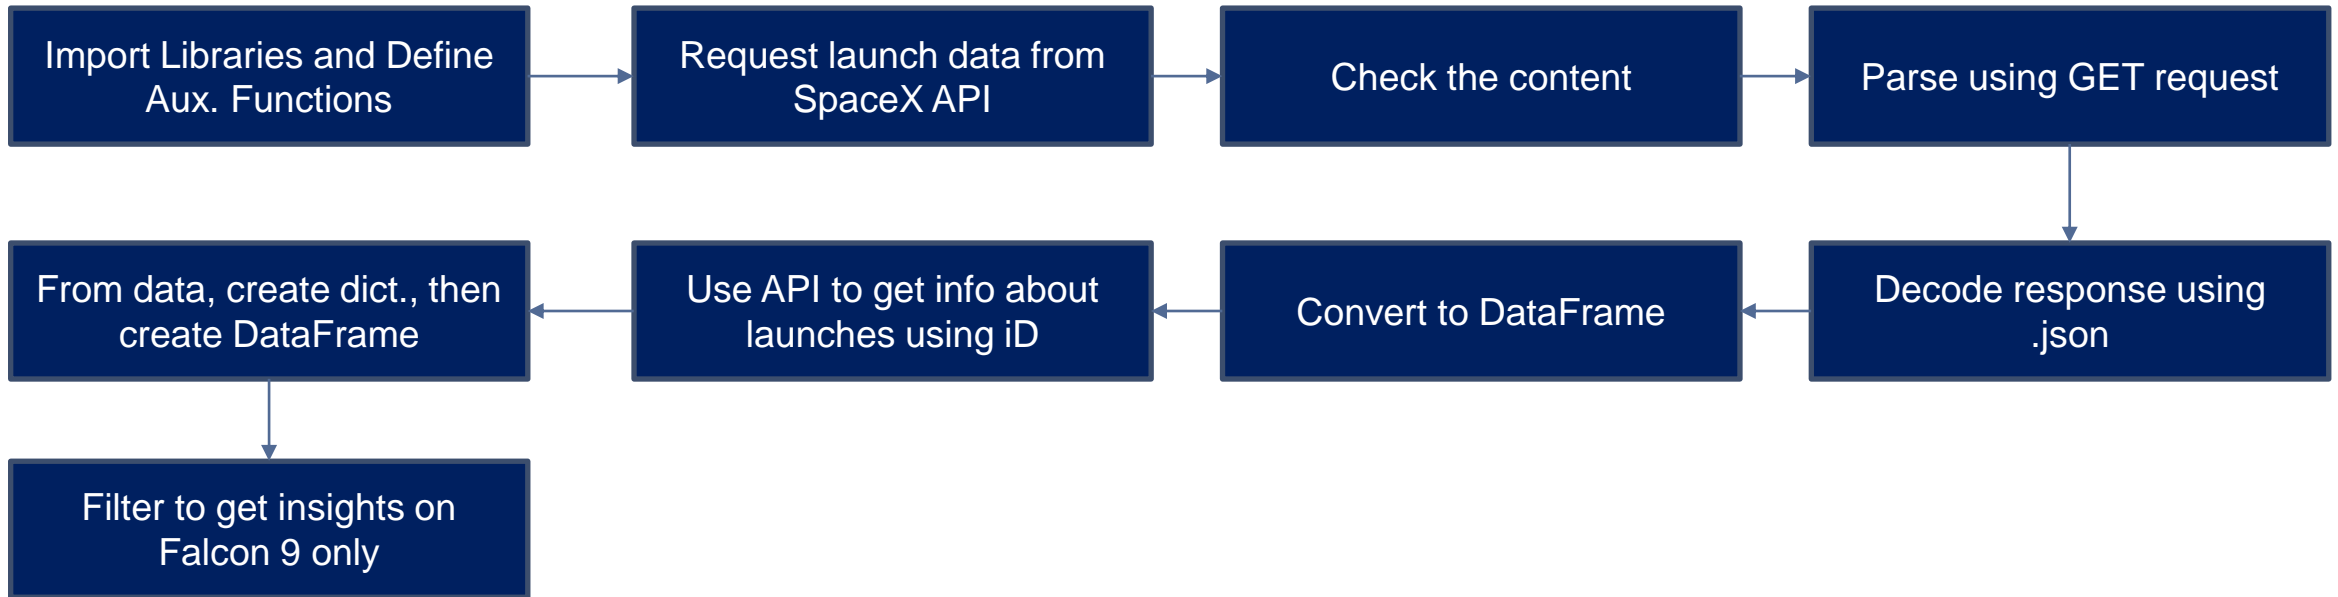 Import Libraries and Define
Aux. Functions
Request launch data from
SpaceX API
Check the content
Parse using GET request
Decode response using
.json
Convert to DataFrame
Use API to get info about
launches using iD
From data, create dict., then
create DataFrame
Filter to get insights on
Falcon 9 only